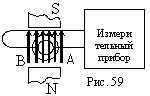 S
Измери
тельный
прибор
B
A
N
Рис.59